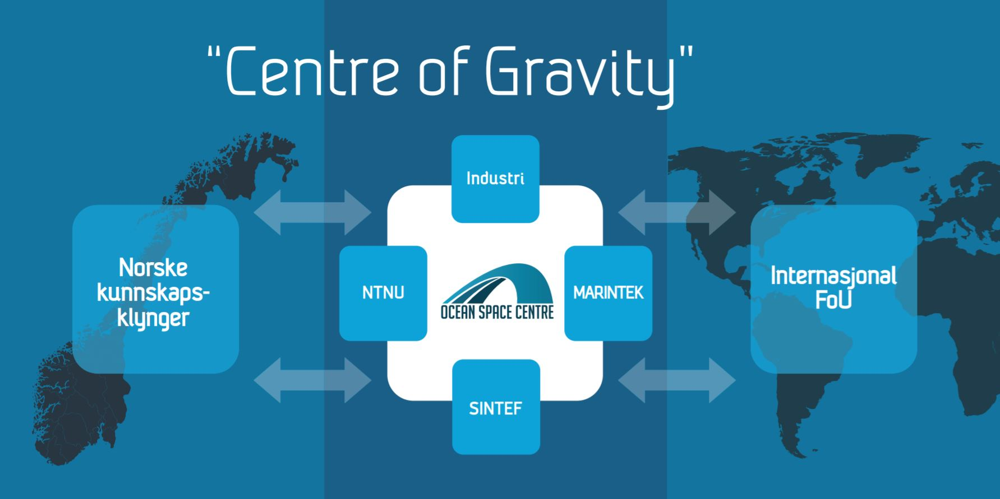 "Centre of Gravity"
Industri
Norske
kunnskaps-
klynger
NTNU
OCEAN SPACE CENTRE
MARINTEK
Internasjonal
FoU
SINTEF